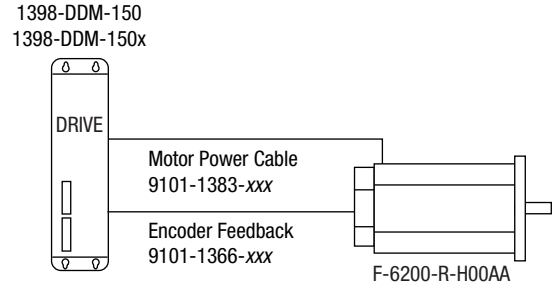 1398-DDM-150
1398-DDM-150x
DRIVE
Motor Power Cable
9101-1383-xxx
Encoder Feedback
9101-1366-xxx
F-6200-R-H00AA